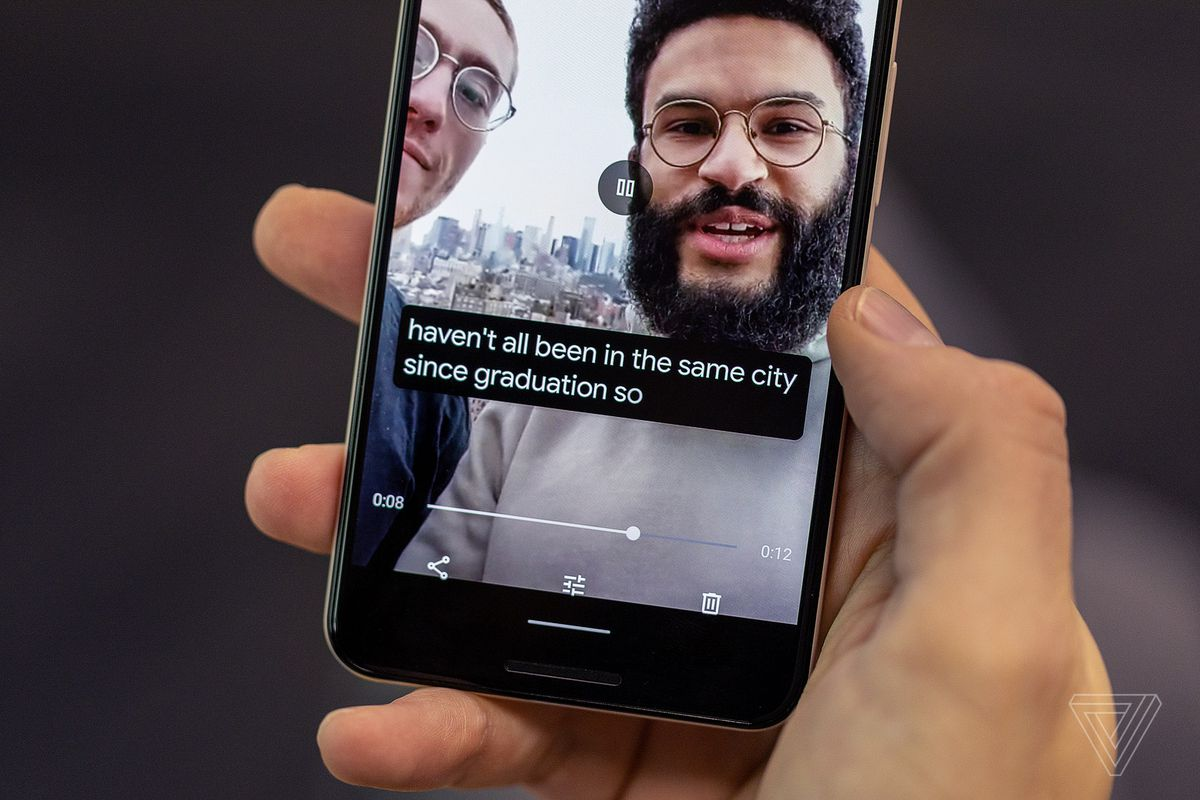 haven't all been in the same city
since graduation so
0:08
0:12